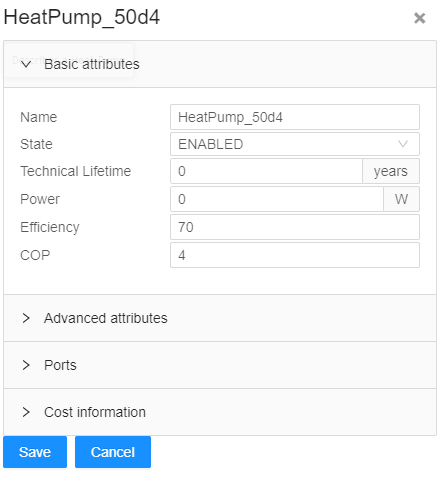 HeatPump_50d4
Basic attributes
Name HeatPump_50d4
State ENABLED
Technical Lifetime 0 years
Power 0 W
Efficiency 70
COP 4
Advanced attributes
Ports
Cost information
Save Cancel